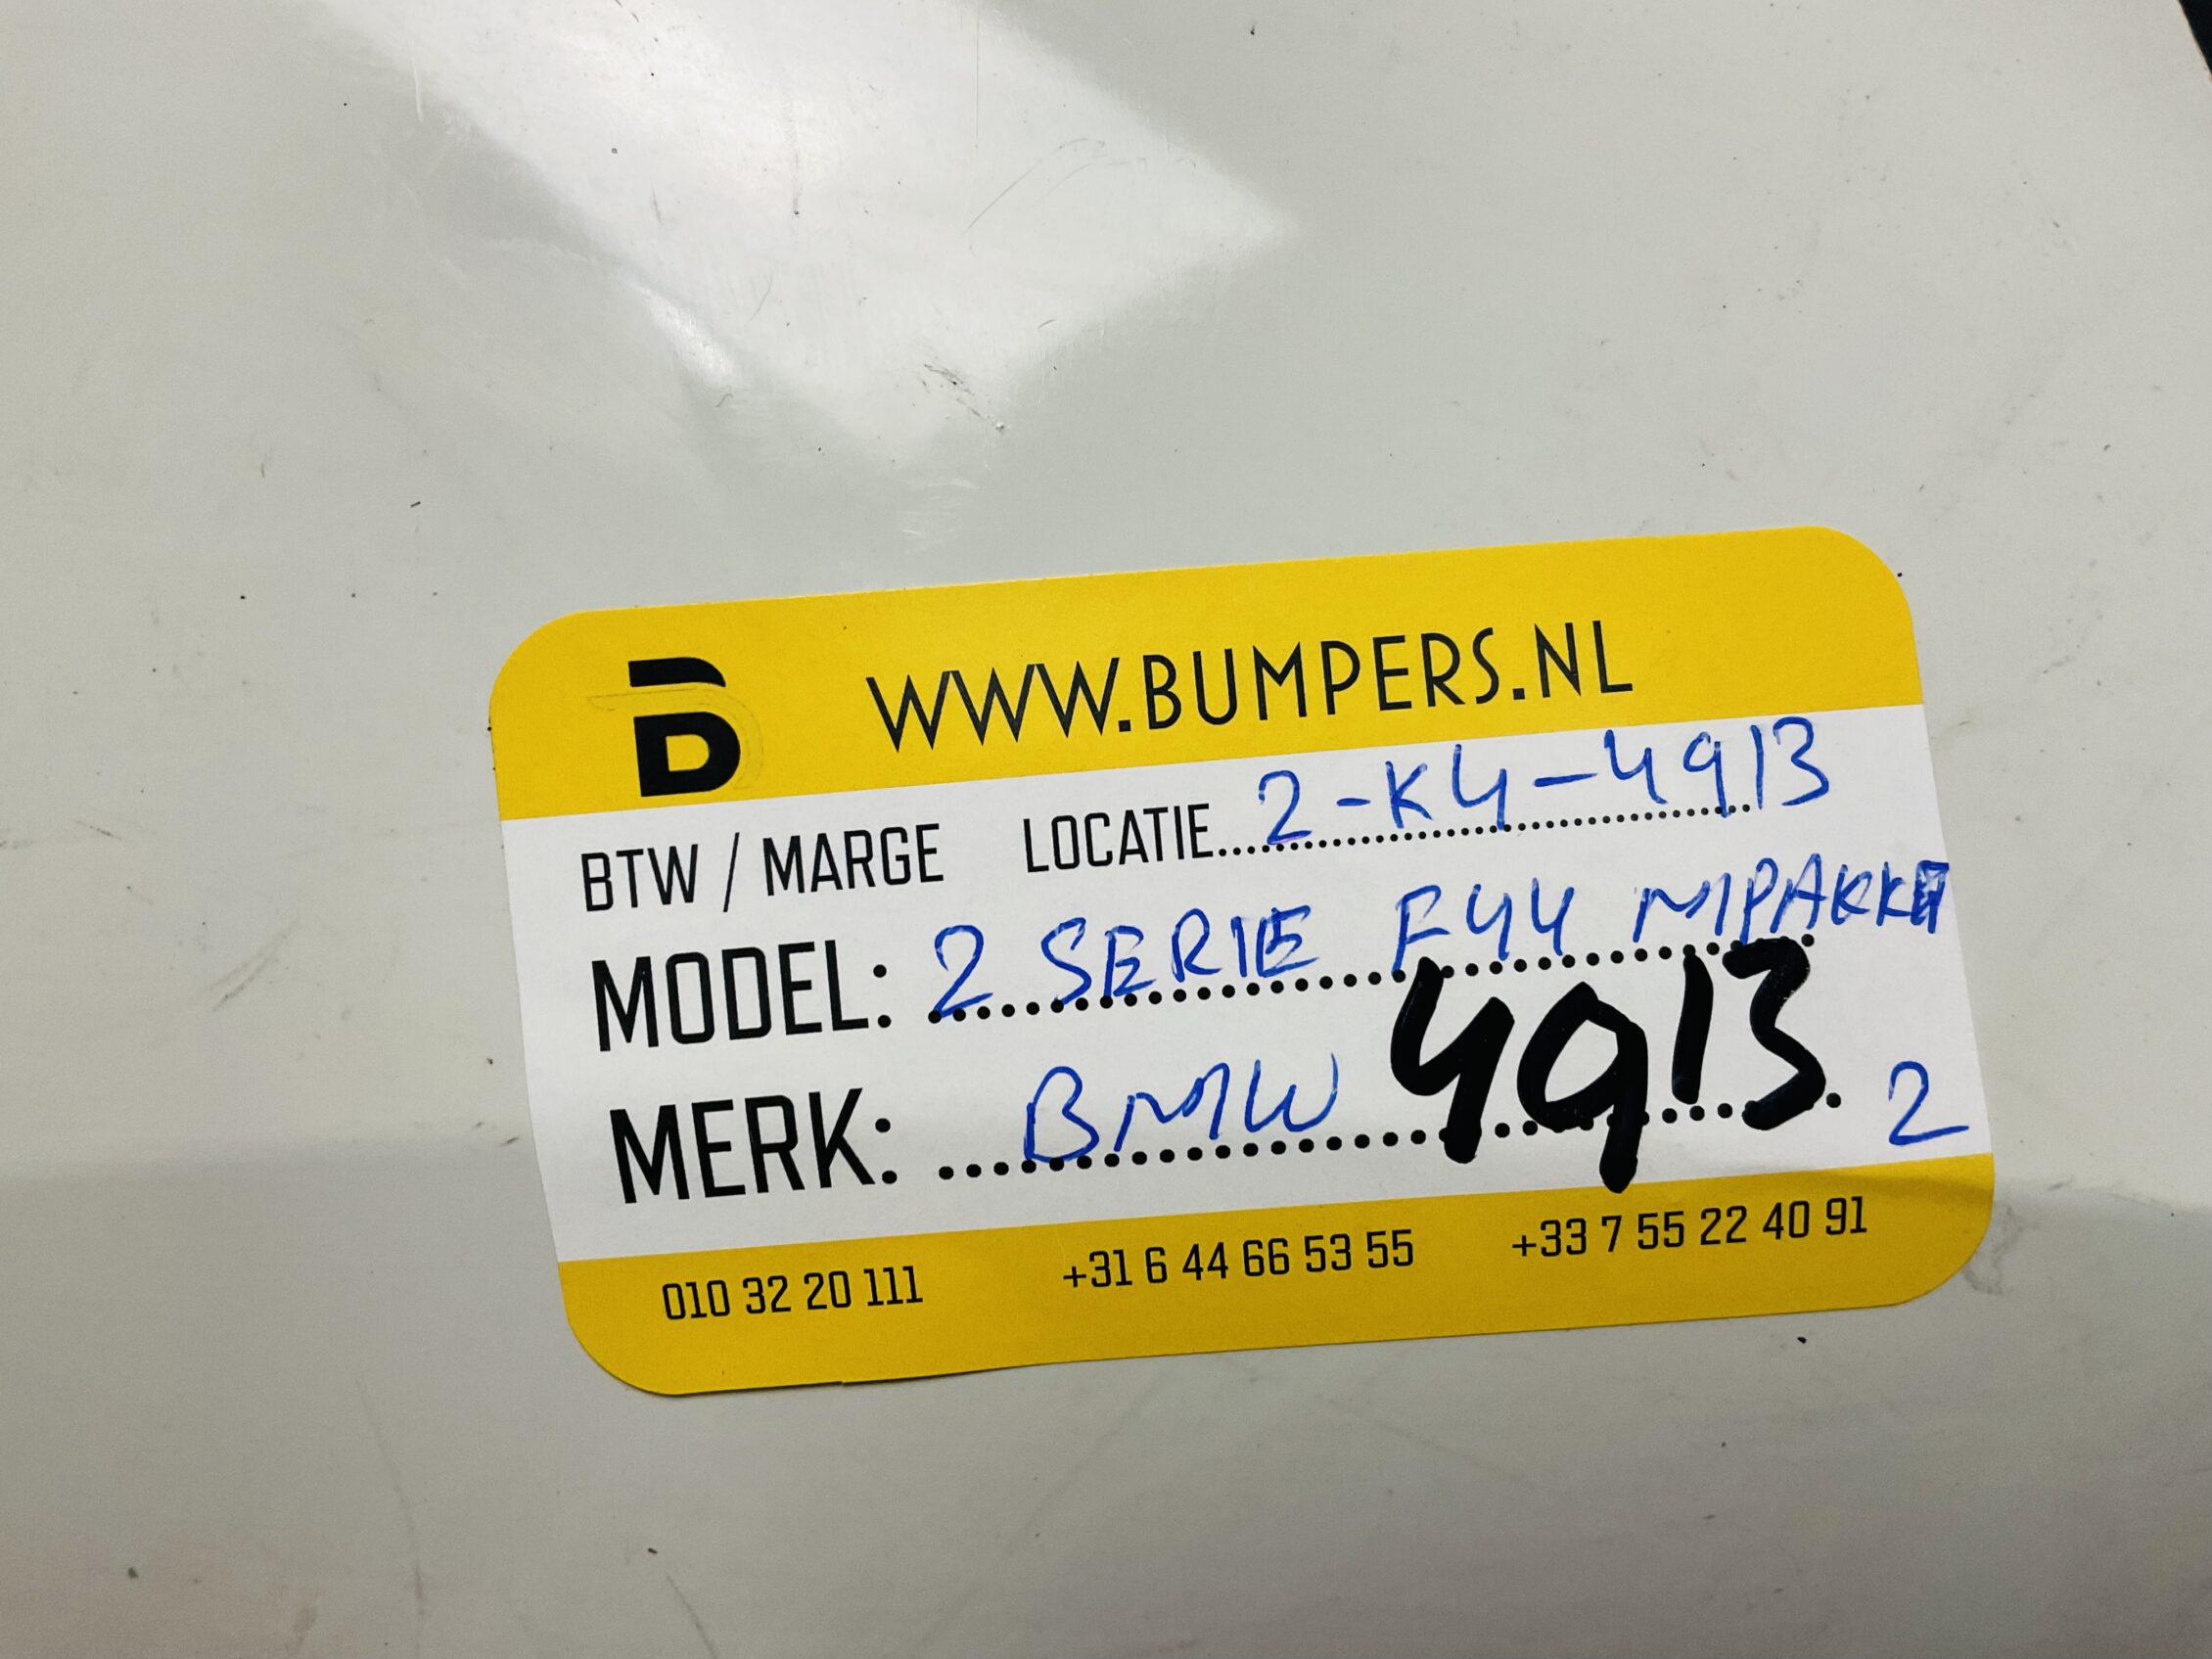 B WWW.BUMPERS.NL
BTW / MARGE LOCATIE....2-K4-4913
MODEL: 2 SERIE F44 MPAKKET
MERK: BMW 4913 2
010 32 20 111 +31 6 44 66 53 55 +33 7 55 22 40 91